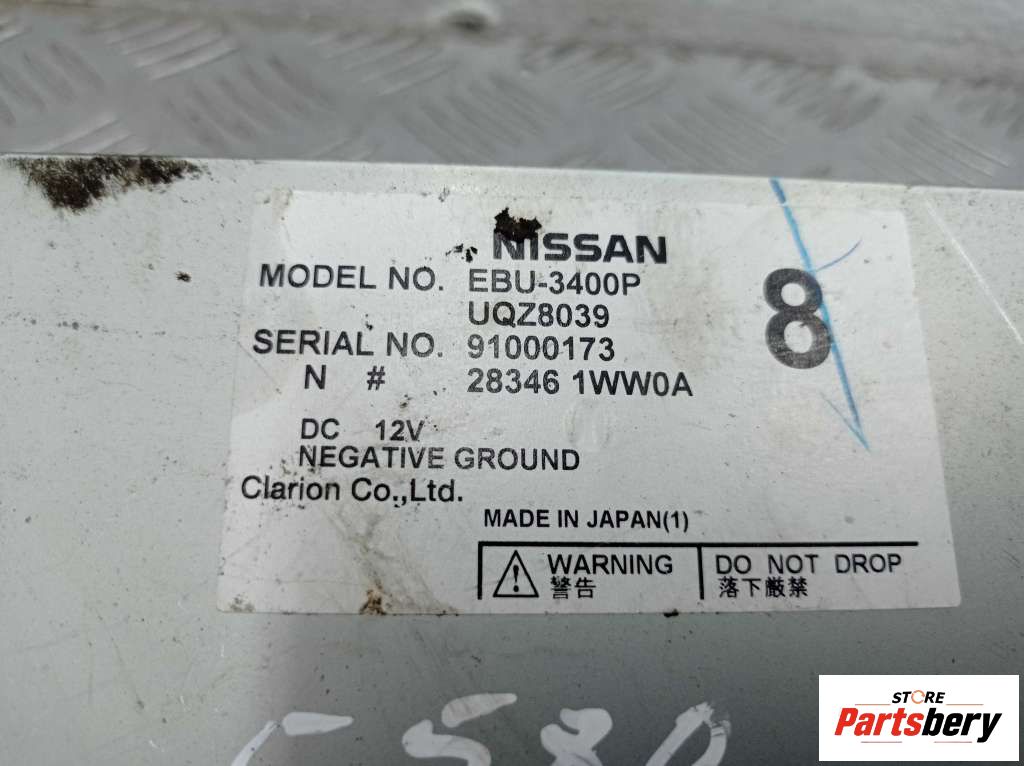 NISSAN
MODEL NO. EBU-3400P
UQZ8039
SERIAL NO. 91000173
N # 28346 1WW0A
8
DC 12V
NEGATIVE GROUND
Clarion Co.,Ltd.
MADE IN JAPAN(1)
WARNING
警告
DO NOT DROP
落下厳禁
STORE
Partsbery